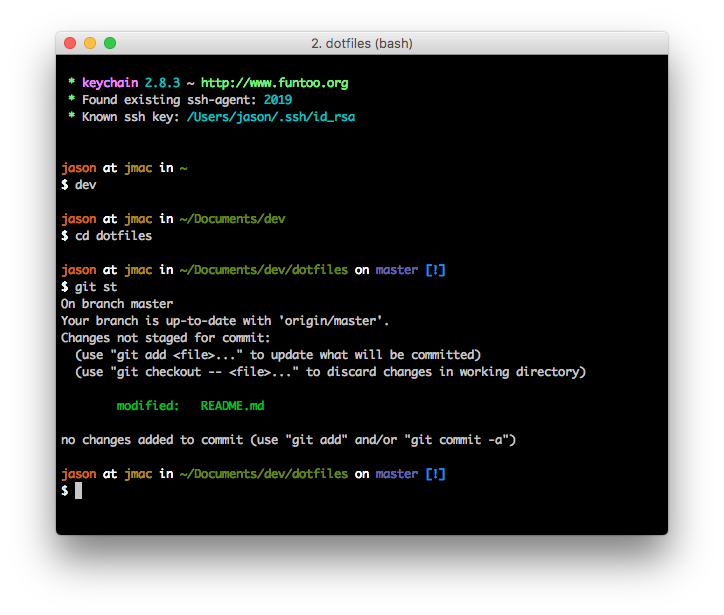 2. dotfiles (bash)
* keychain 2.8.3 ~ http://www.funtoo.org
* Found existing ssh-agent: 2019
* Known ssh key: /Users/jason/.ssh/id_rsa
jason at jmac in ~
$ dev
jason at jmac in ~/Documents/dev
$ cd dotfiles
jason at jmac in ~/Documents/dev/dotfiles on master [!]
$ git st
On branch master
Your branch is up-to-date with 'origin/master'.
Changes not staged for commit:
(use "git add <file>..." to update what will be committed)
(use "git checkout -- <file>..." to discard changes in working directory)
modified: README.md
no changes added to commit (use "git add" and/or "git commit -a")
jason at jmac in ~/Documents/dev/dotfiles on master [!]
$